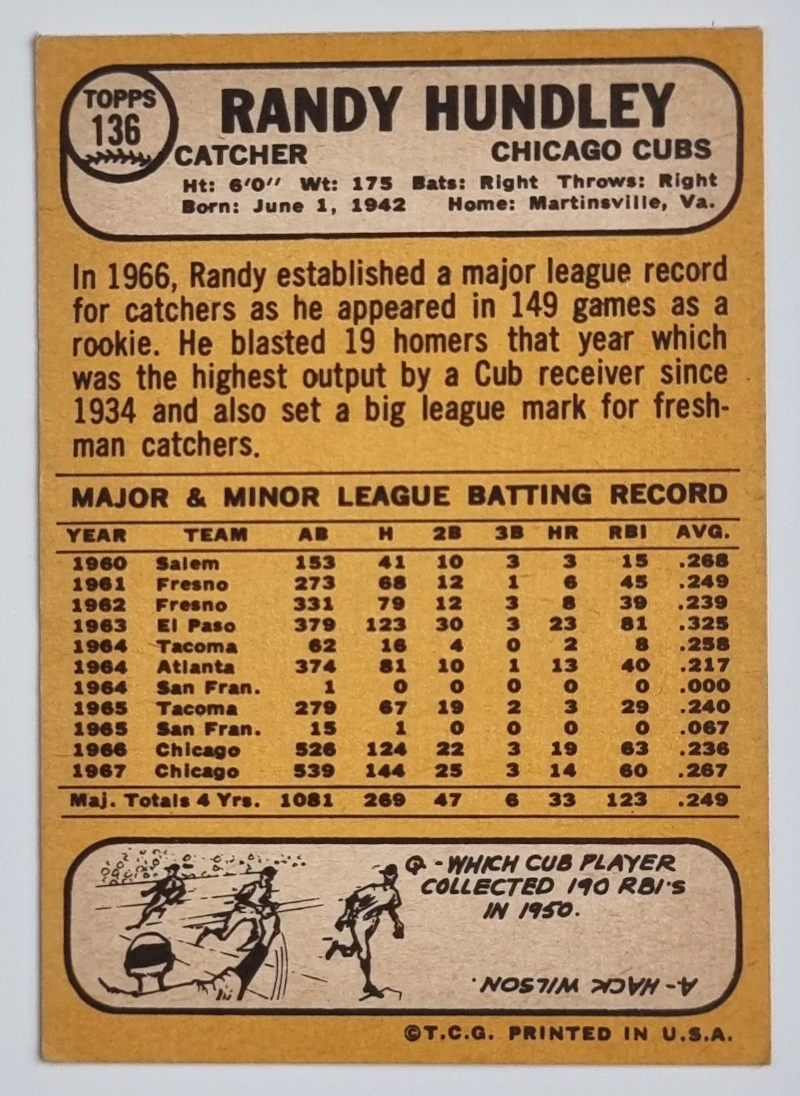 TOPPS
136
RANDY HUNDLEY
CATCHER CHICAGO CUBS
Ht: 6'0" Wt: 175 Bats: Right Throws: Right
Born: June 1, 1942 Home: Martinsville, Va.
In 1966, Randy established a major league record
for catchers as he appeared in 149 games as a
rookie. He blasted 19 homers that year which
was the highest output by a Cub receiver since
1934 and also set a big league mark for fresh-
man catchers.
MAJOR & MINOR LEAGUE BATTING RECORD
YEAR TEAM AB H 2B 3B HR RBI AVG.
1960 Salem 153 41 10 3 3 15 .268
1961 Fresno 273 68 12 1 6 45 .249
1962 Fresno 331 79 12 3 8 39 .239
1963 El Paso 379 123 30 3 23 81 .325
1964 Tacoma 62 16 4 0 2 8 .258
1964 Atlanta 374 81 10 1 13 40 .217
1964 San Fran. 1 0 0 0 0 0 .000
1965 Tacoma 279 67 19 2 3 29 .240
1965 San Fran. 15 1 0 0 0 0 .067
1966 Chicago 526 124 22 3 19 63 .236
1967 Chicago 539 144 25 3 14 60 .267
Maj. Totals 4 Yrs. 1081 269 47 6 33 123 .249
Q - WHICH CUB PLAYER
COLLECTED 190 RBI'S
IN 1950.
A - HACK WILSON.
©T.C.G. PRINTED IN U.S.A.